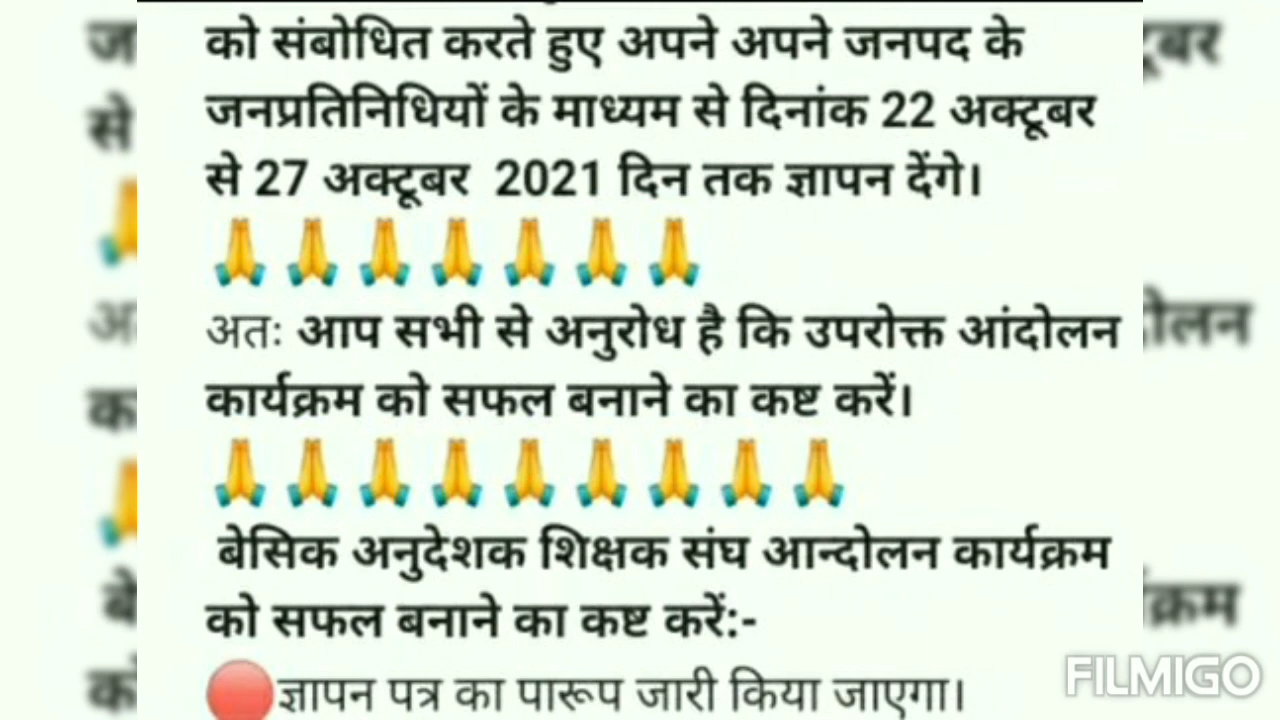 को संबोधित करते हुए अपने अपने जनपद के
जनप्रतिनिधियों के माध्यम से दिनांक 22 अक्टूबर
से 27 अक्टूबर 2021 दिन तक ज्ञापन देंगे।
🙏🙏🙏🙏🙏🙏🙏
अतः आप सभी से अनुरोध है कि उपरोक्त आंदोलन
कार्यक्रम को सफल बनाने का कष्ट करें।
🙏🙏🙏🙏🙏🙏🙏🙏🙏
बेसिक अनुदेशक शिक्षक संघ आन्दोलन कार्यक्रम
को सफल बनाने का कष्ट करें:-
🔴ज्ञापन पत्र का पारूप जारी किया जाएगा।
FILMIGO